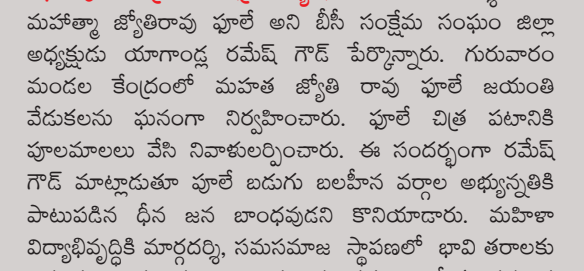 మహాత్మా జ్యోతిరావు ఫూలే అని బీసీ సంక్షేమ సంఘం జిల్లా
అధ్యక్షుడు యాగాండ్ల రమేష్ గౌడ్ పేర్కొన్నారు. గురువారం
మండల కేంద్రంలో మహత జ్యోతి రావు ఫూలే జయంతి
వేడుకలను ఘనంగా నిర్వహించారు. ఫూలే చిత్ర పటానికి
పూలమాలలు వేసి నివాళులర్పించారు. ఈ సందర్భంగా రమేష్
గౌడ్ మాట్లాడుతూ పూలే బడుగు బలహీన వర్గాల అభ్యున్నతికి
పాటుపడిన ధీన జన బాంధవుడని కొనియాడారు. మహిళా
విద్యాభివృద్ధికి మార్గదర్శి, సమసమాజ స్థాపణలో భావి తరాలకు